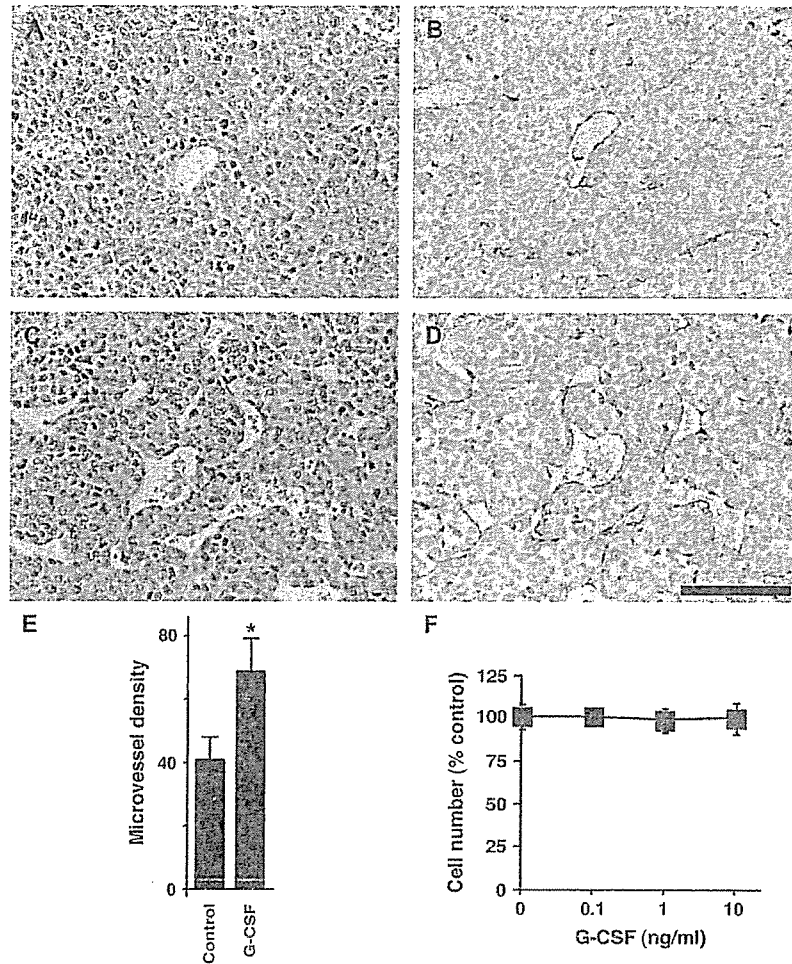 A
B
C
D
E
F
80
40
0
Microvessel density
*
Control
G-CSF
125
100
75
50
25
0
Cell number (% control)
0 0.1 1 10
G-CSF (ng/ml)